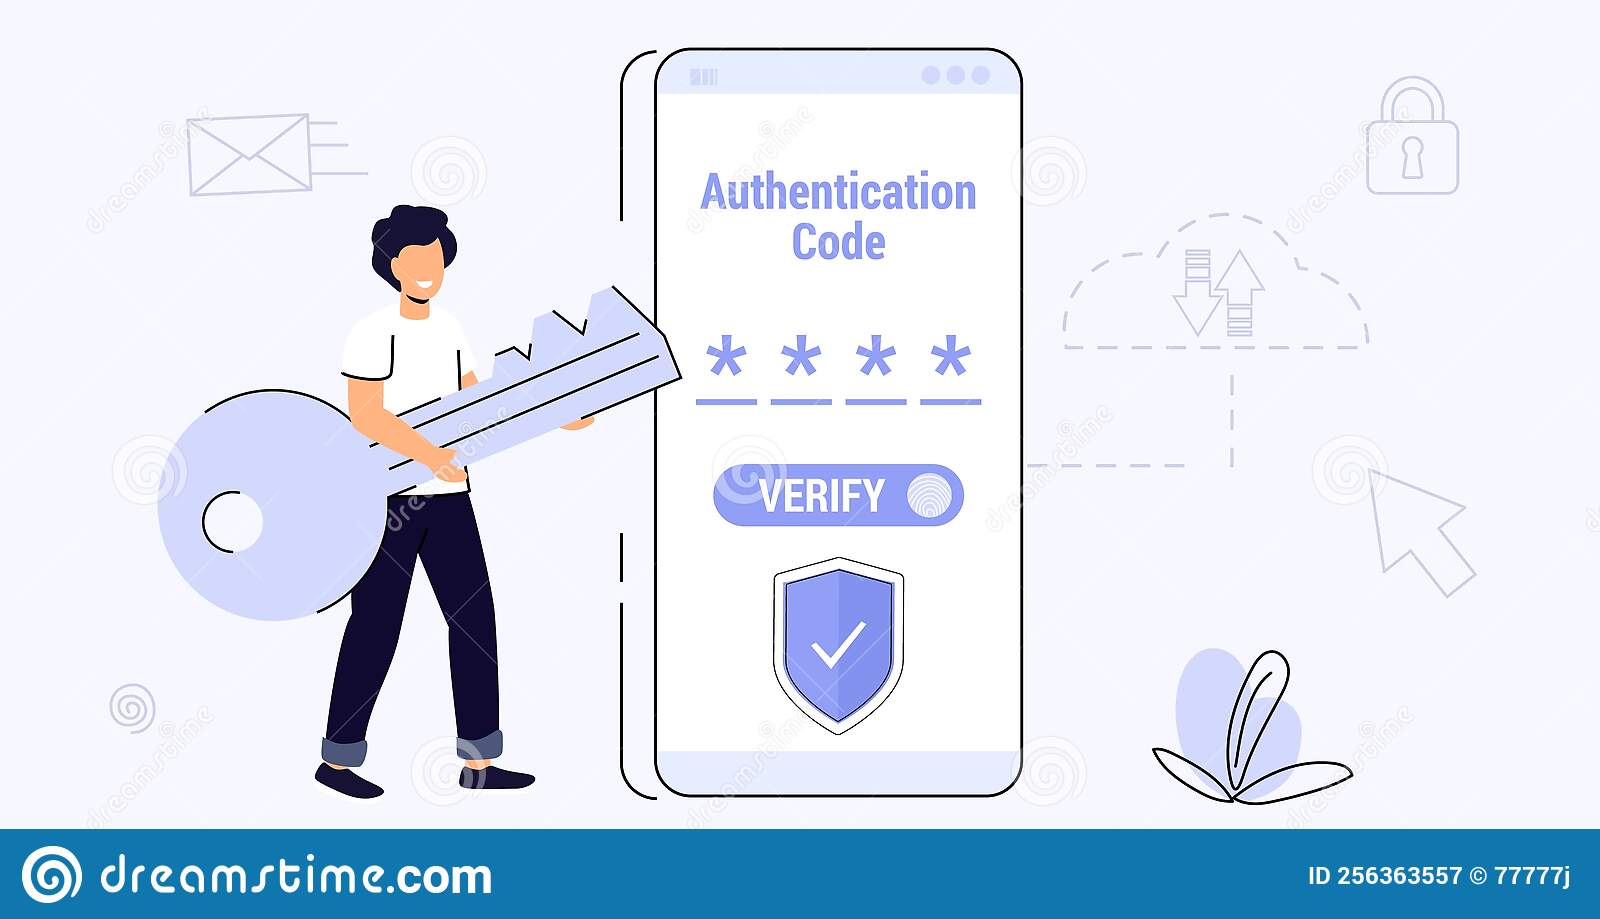 Authentication
Code
* * * *
VERIFY
dreamstime.com
ID 256363557 © 77777j